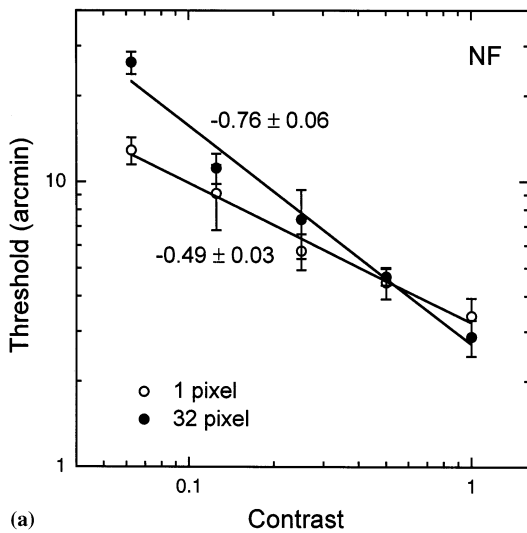 NF
-0.76 ± 0.06
10
Threshold (arcmin)
-0.49 ± 0.03
1 pixel
32 pixel
1
0.1
1
(a)
Contrast